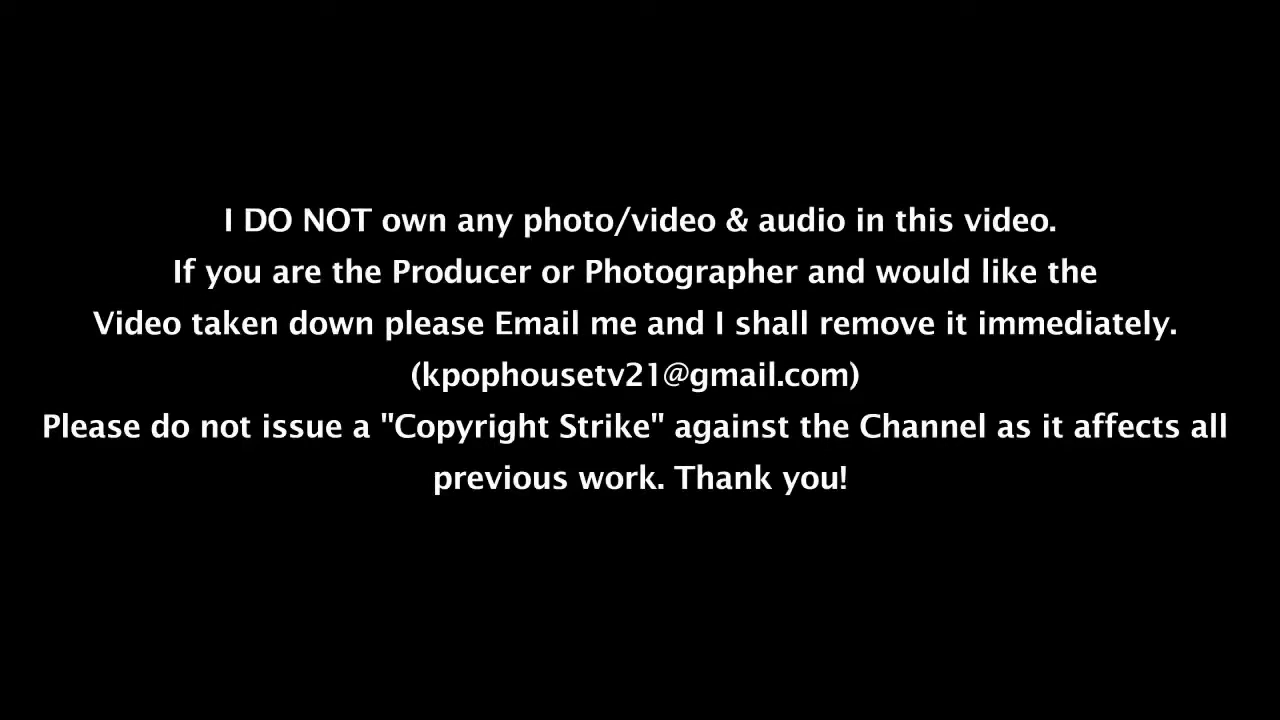 I DO NOT own any photo/video & audio in this video.
If you are the Producer or Photographer and would like the
Video taken down please Email me and I shall remove it immediately.
(kpophousetv21@gmail.com)
Please do not issue a "Copyright Strike" against the Channel as it affects all
previous work. Thank you!